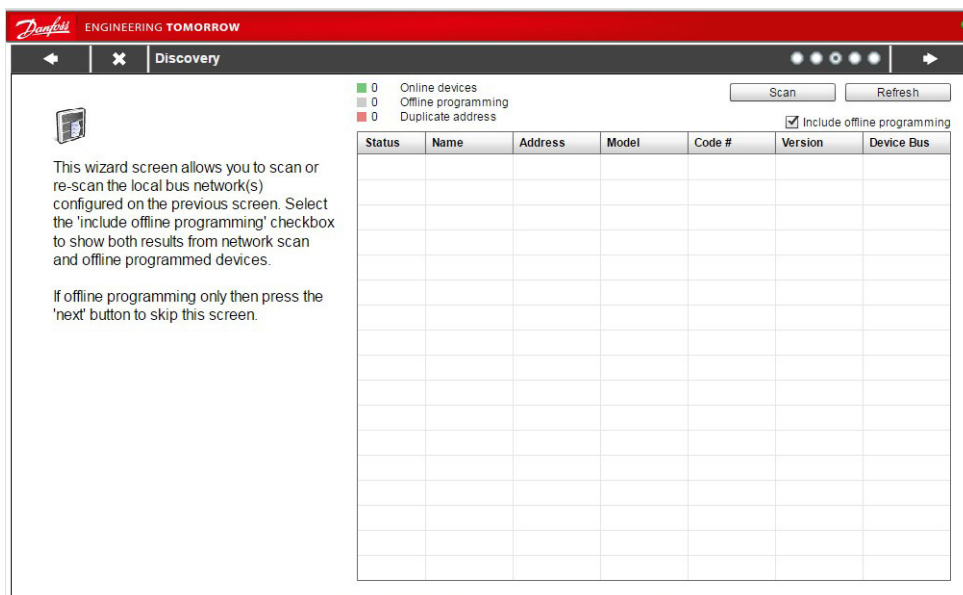 Danfoss ENGINEERING TOMORROW
Discovery
0 Online devices
0 Offline programming
0 Duplicate address
Scan Refresh
Include offline programming
This wizard screen allows you to scan or
re-scan the local bus network(s)
configured on the previous screen. Select
the 'include offline programming' checkbox
to show both results from network scan
and offline programmed devices.
If offline programming only then press the
'next' button to skip this screen.
Status Name Address Model Code # Version Device Bus